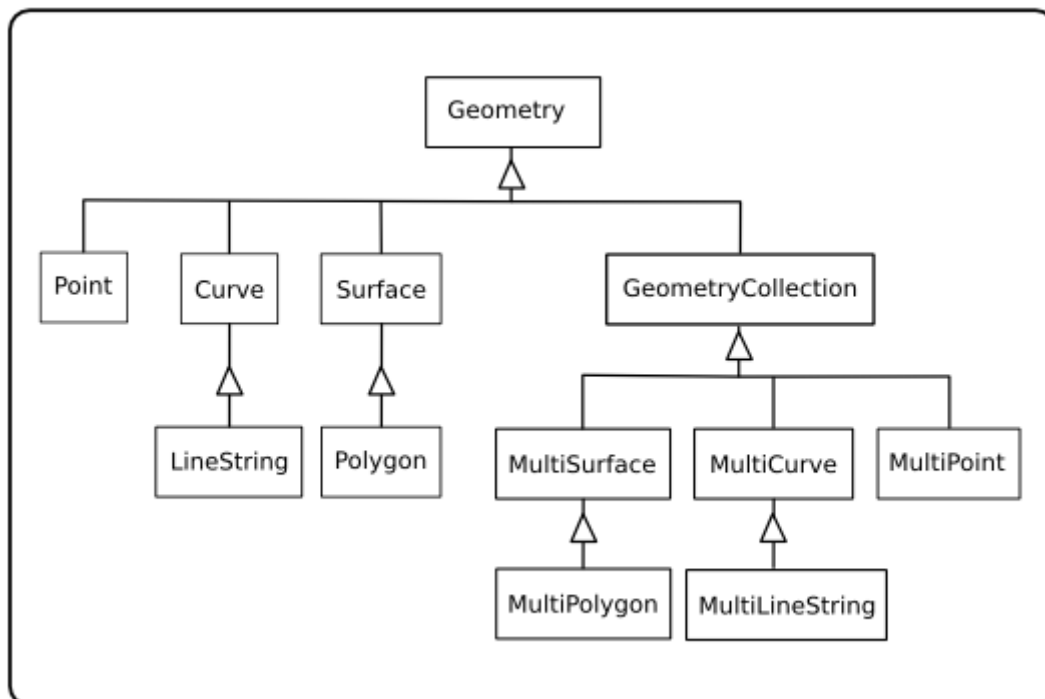 Geometry
Point
Curve
Surface
GeometryCollection
LineString
Polygon
MultiSurface
MultiCurve
MultiPoint
MultiPolygon
MultiLineString